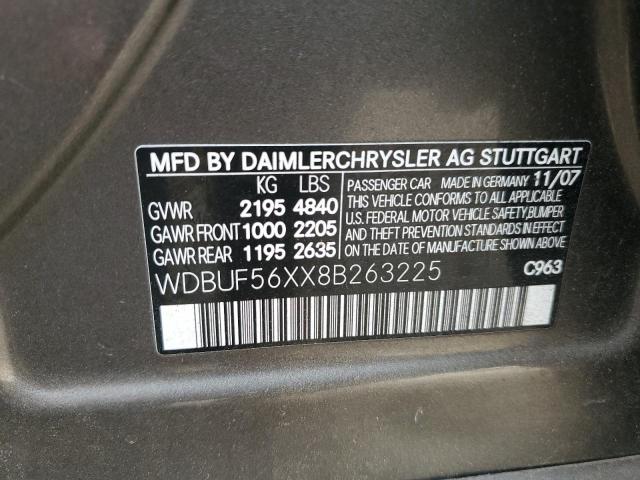 MFD BY DAIMLERCHRYSLER AG STUTTGART
KG LBS
GVWR 2195 4840
GAWR FRONT 1000 2205
GAWR REAR 1195 2635
PASSENGER CAR MADE IN GERMANY 11/07
THIS VEHICLE CONFORMS TO ALL APPLICABLE
U.S. FEDERAL MOTOR VEHICLE SAFETY, BUMPER
AND THEFT PREVENTION STANDARDS IN EFFECT
ON THE DATE OF MANUFACTURE SHOWN ABOVE.
WDBUF56XX8B263225
C963